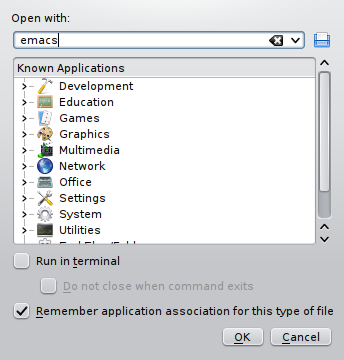 Open with:
emacs
Known Applications
Development
Education
Games
Graphics
Multimedia
Network
Office
Settings
System
Utilities
Run in terminal
Do not close when command exits
Remember application association for this type of file
OK
Cancel